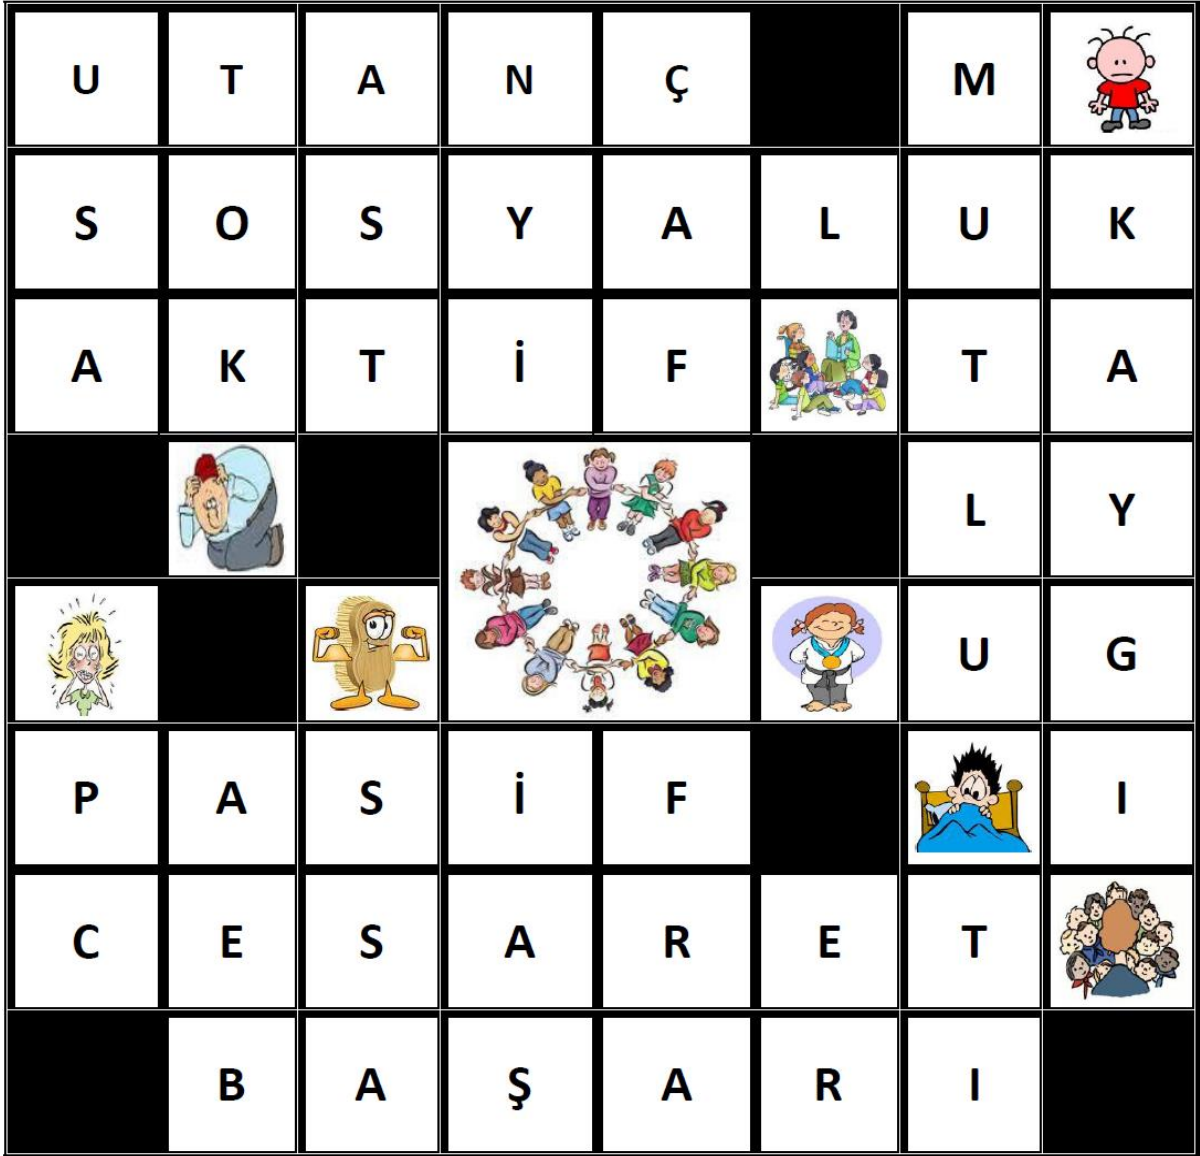 U T A N Ç M
S O S Y A L U K
A K T İ F T A
L Y
U G
P A S İ F I
C E S A R E T
B A Ş A R I